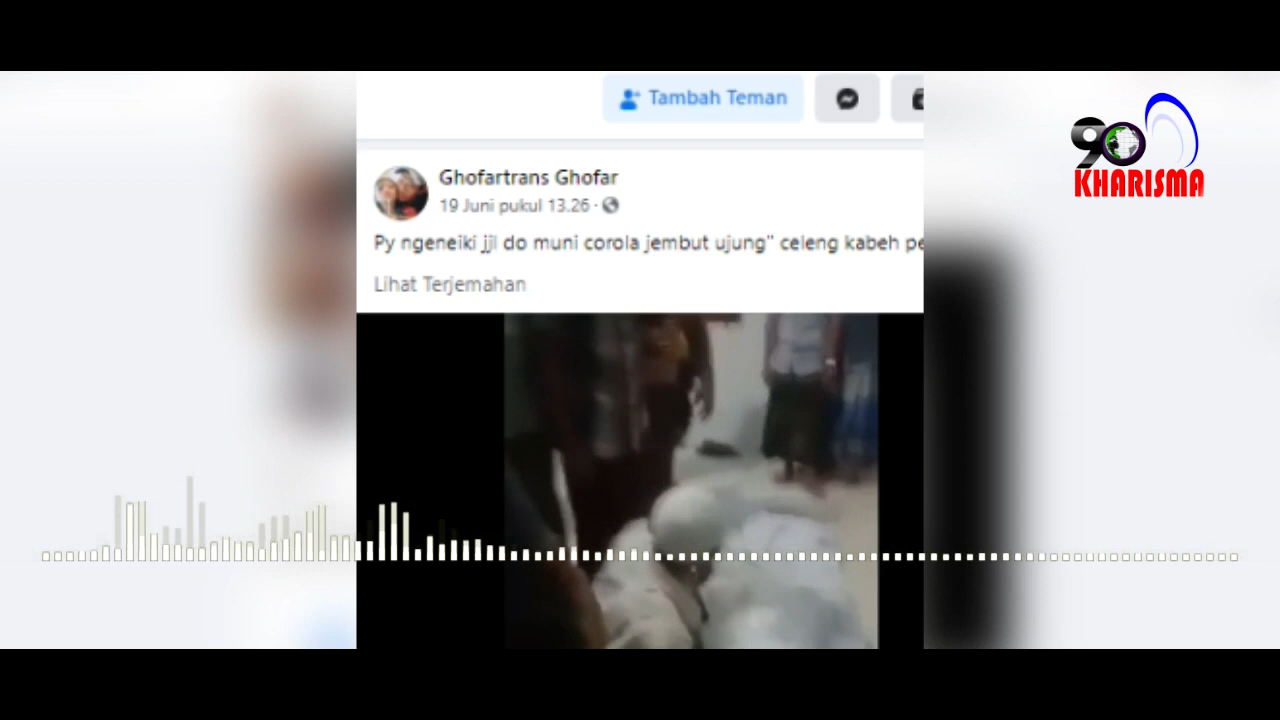 Tambah Teman
90
KHARISMA
Ghofartrans Ghofar
19 Juni pukul 13.26 ·
Py ngeneiki jjl do muni corola jembut ujung" celeng kabeh pe
Lihat Terjemahan